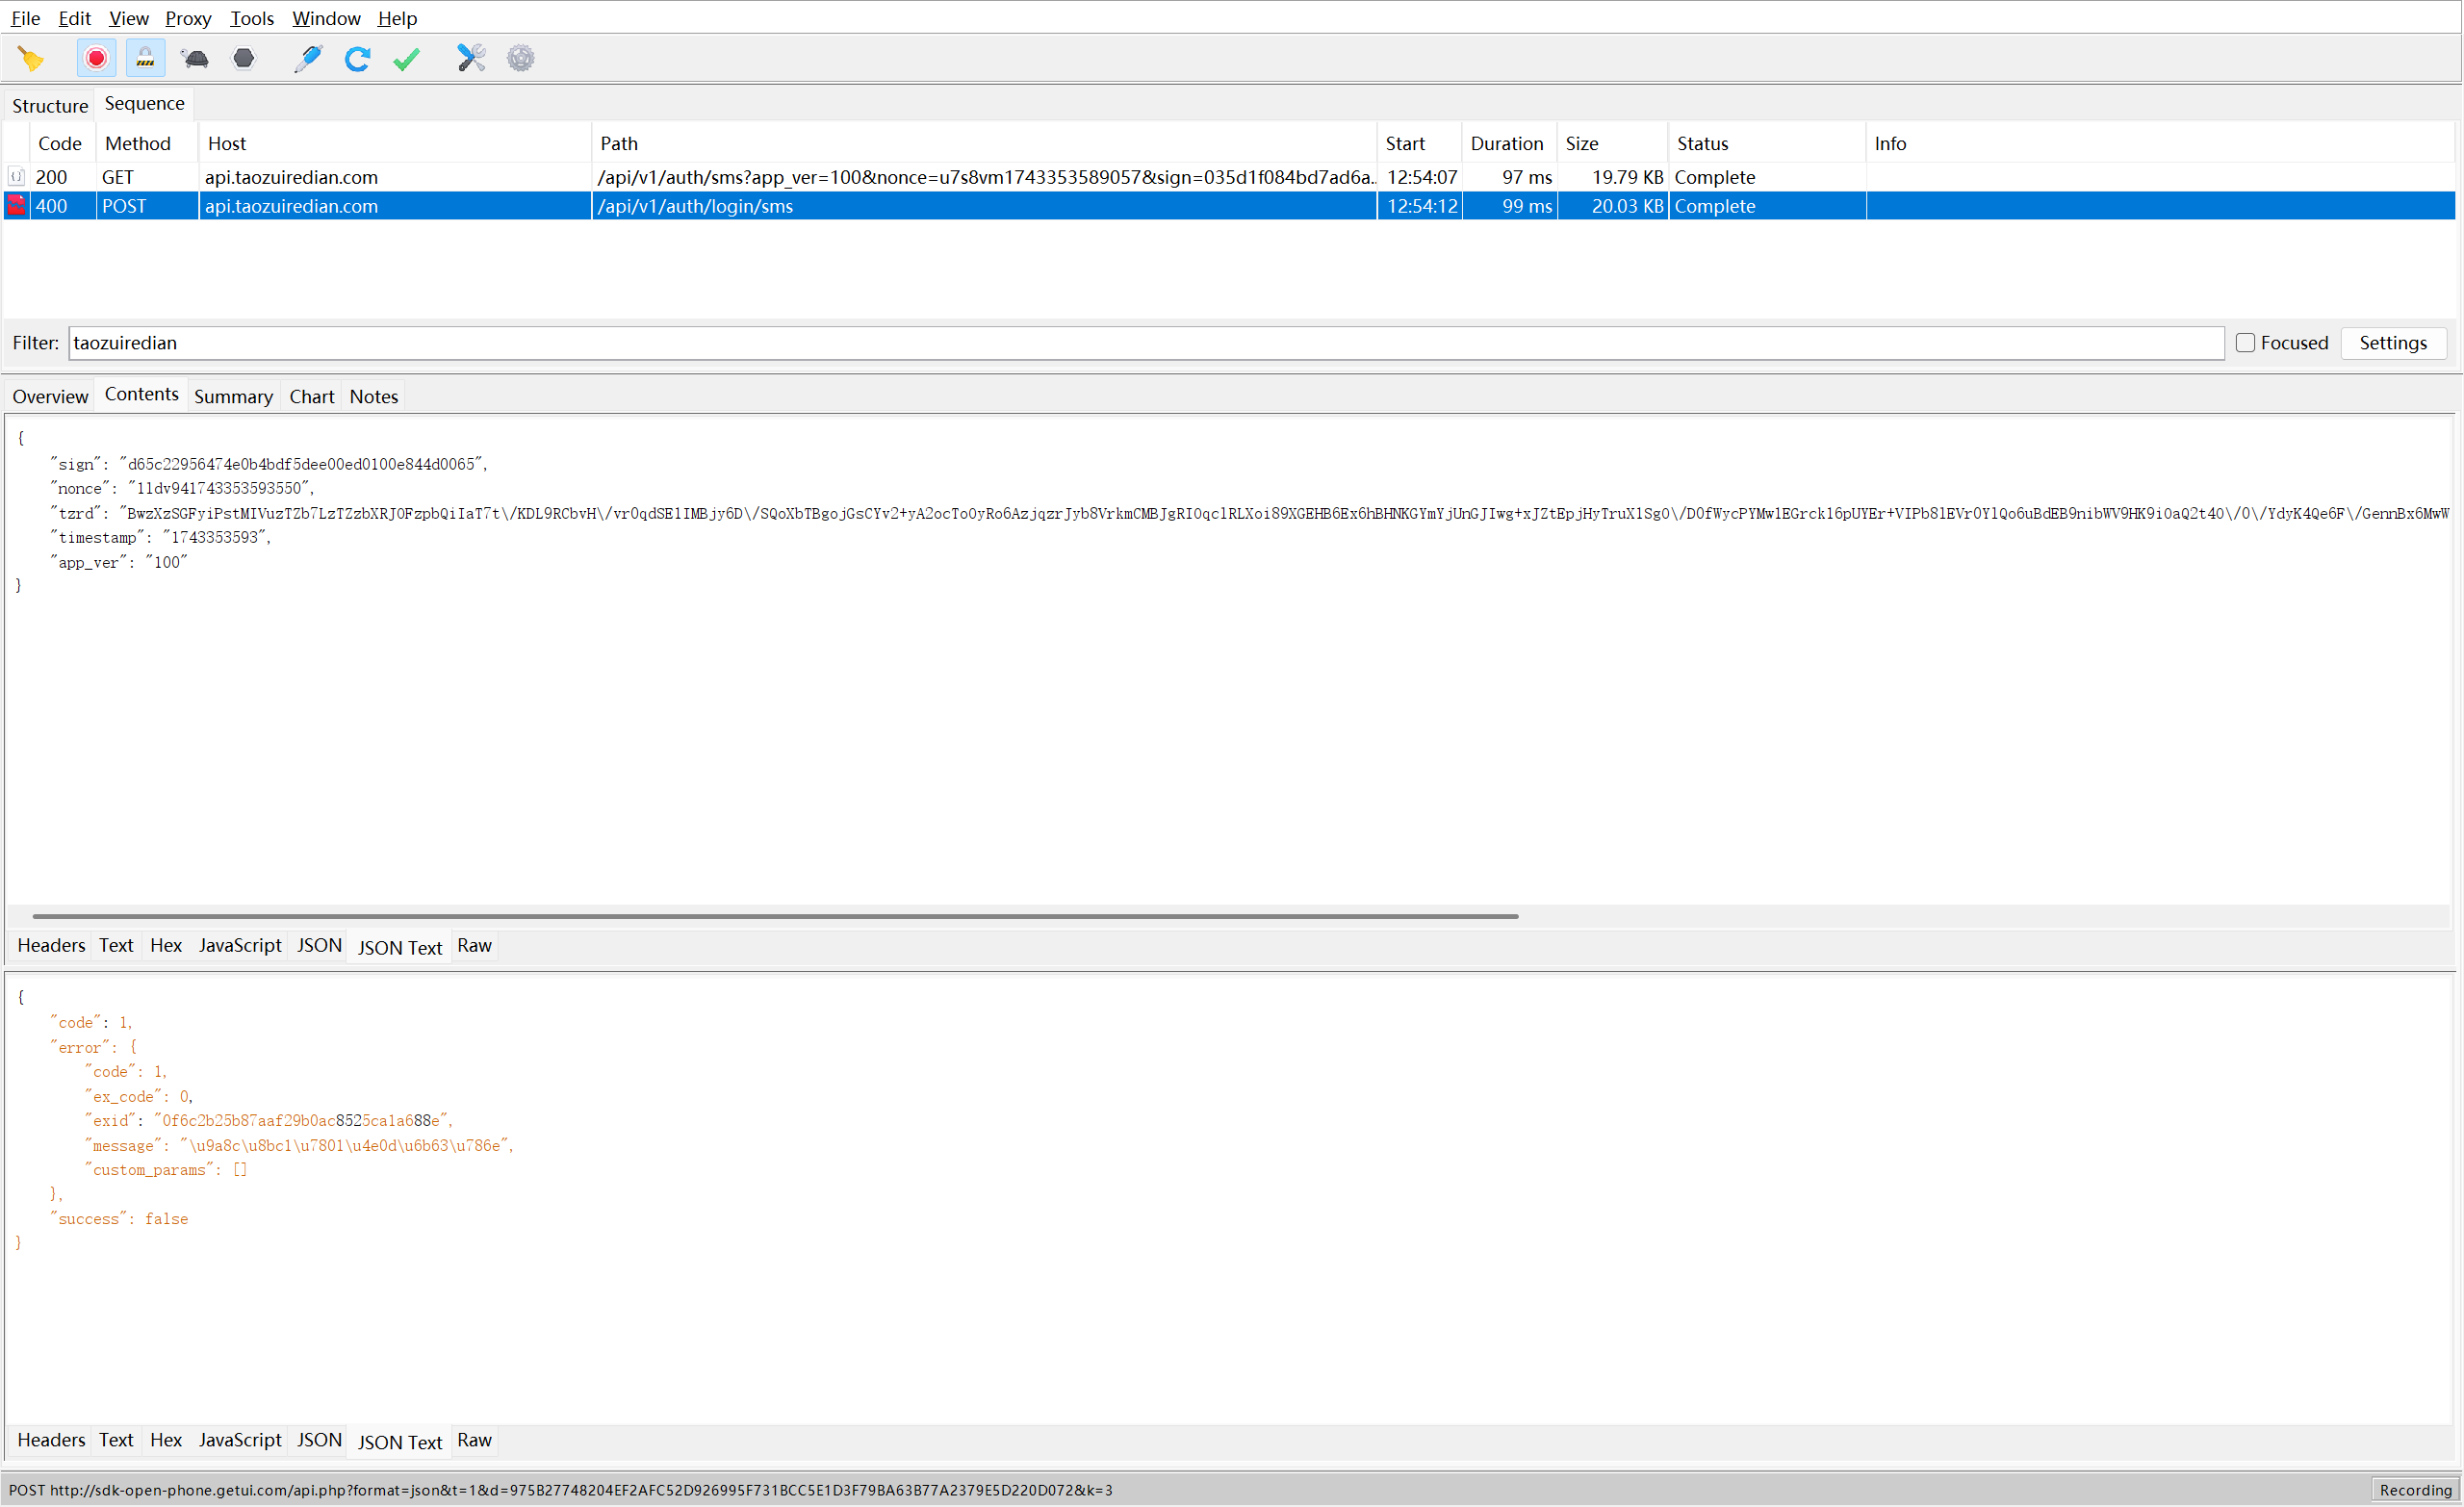 File Edit View Proxy Tools Window Help
Structure Sequence
Code Method Host Path Start Duration Size Status Info
200 GET api.taozuiredian.com /api/v1/auth/sms?app_ver=100&nonce=u7s8vm1743353589057&sign=035d1f084bd7ad6a... 12:54:07 97 ms 19.79 KB Complete
400 POST api.taozuiredian.com /api/v1/auth/login/sms 12:54:12 99 ms 20.03 KB Complete
Filter: taozuiredian Focused Settings
Overview Contents Summary Chart Notes
{
"sign": "d65c22956474e0b4bdf5dee00ed0100e844d0065",
"nonce": "1ldv941743353593550",
"tzrd": "BwzXzSGFyiPstMIVuzTZb7LzTZzbXRJOFzpbQiIaT7t\/KDL9RCbvH\/vr0qdSE1IMBjy6D\/SQoXbTBgojGsCYv2+yA2ocTo0yRo6AzjqzrJyb8VrkmCMBJgRI0qclRLXoi89XGEHB6Ex6hBHNKGYmYjUnGJIwg+xJZtEpjHyTruXlSg0\/D0fWycPYMwlEGrckl6pUYEr+VIPb8lEVr0YlQo6uBdEB9nibWV9HK9i0aQ2t40\/0\/YdyK4Qe6F\/GennBx6MwW
"timestamp": "1743353593",
"app_ver": "100"
}
Headers Text Hex JavaScript JSON JSON Text Raw
{
"code": 1,
"error": {
"code": 1,
"ex_code": 0,
"exid": "0f6c2b25b87aaf29b0ac8525ca1a688e",
"message": "\u9a8c\u8bc1\u7801\u4e0d\u6b63\u786e",
"custom_params": []
},
"success": false
}
Headers Text Hex JavaScript JSON JSON Text Raw
POST http://sdk-open-phone.getui.com/api.php?format=json&t=1&d=975B27748204EF2AFC52D926995F731BCC5E1D3F79BA63B77A2379E5D220D072&k=3 Recording